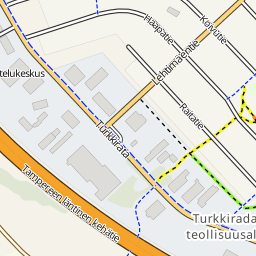 Koivutie
Haapatie
Lehtimäentie
telukeskus
Raitatie
Turkkirata
Tampereen läntinen kehätie
Turkkirada
teollisuusal